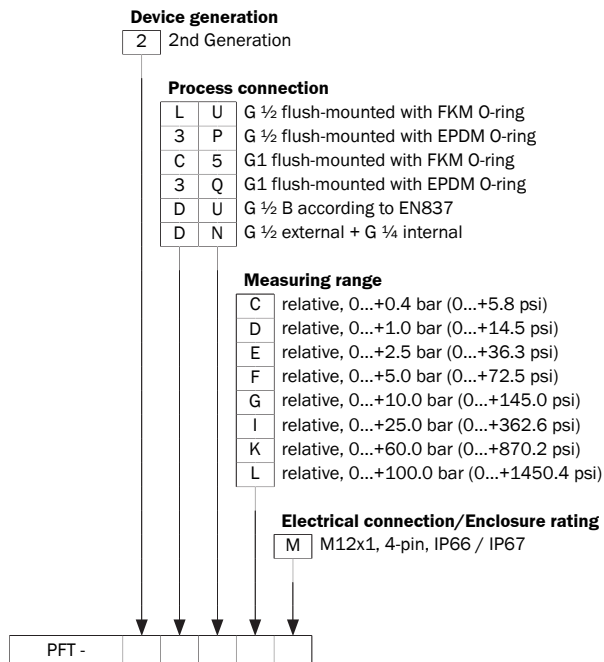 Device generation
2 2nd Generation
Process connection
L U G ½ flush-mounted with FKM O-ring
3 P G ½ flush-mounted with EPDM O-ring
C 5 G1 flush-mounted with FKM O-ring
3 Q G1 flush-mounted with EPDM O-ring
D U G ½ B according to EN837
D N G ½ external + G ¼ internal
Measuring range
C relative, 0...+0.4 bar (0...+5.8 psi)
D relative, 0...+1.0 bar (0...+14.5 psi)
E relative, 0...+2.5 bar (0...+36.3 psi)
F relative, 0...+5.0 bar (0...+72.5 psi)
G relative, 0...+10.0 bar (0...+145.0 psi)
I relative, 0...+25.0 bar (0...+362.6 psi)
K relative, 0...+60.0 bar (0...+870.2 psi)
L relative, 0...+100.0 bar (0...+1450.4 psi)
Electrical connection/Enclosure rating
M M12x1, 4-pin, IP66 / IP67
PFT -